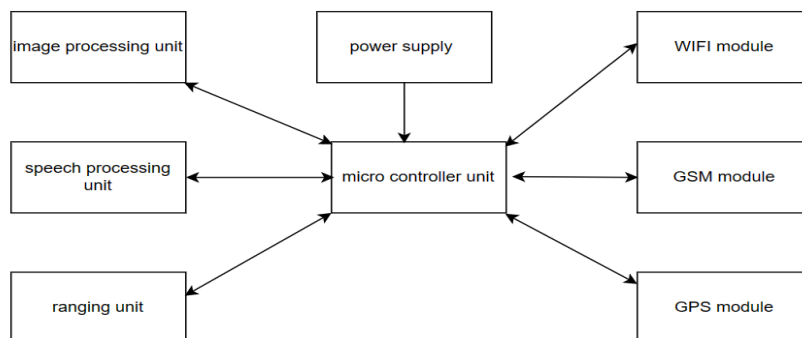 image processing unit
power supply
WIFI module
speech processing
unit
micro controller unit
GSM module
ranging unit
GPS module